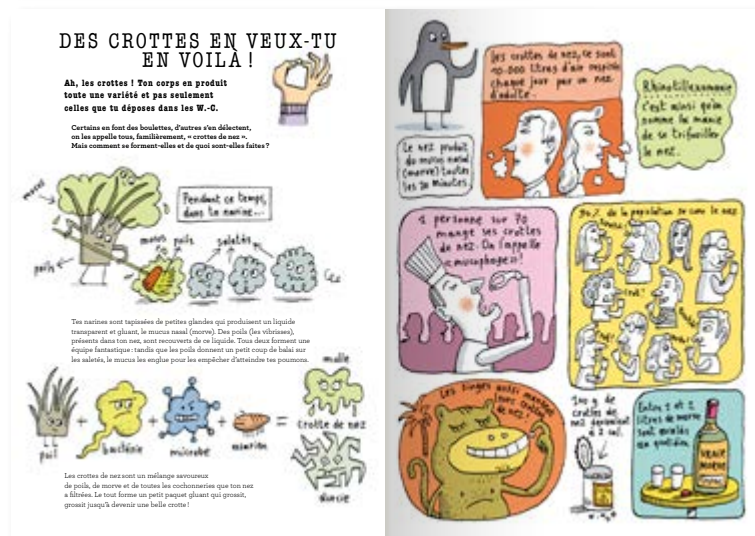 DES CROTTES EN VEUX-TU
EN VOILÀ !
Ah, les crottes ! Ton corps en produit
toute une variété et pas seulement
celles que tu déposes dans les W.-C.
Certains en font des boulettes, d'autres s'en délectent,
on les appelle tous, familièrement, « crottes de nez ».
Mais comment se forment-elles et de quoi sont-elles faites ?
mucus
poils
Pendant ce temps,
dans ta narine...
mucus poils saletés
Tes narines sont tapissées de petites glandes qui produisent un liquide
transparent et gluant, le mucus nasal (morve). Des poils (les vibrisses),
présents dans ton nez, sont recouverts de ce liquide. Tous deux forment une
équipe fantastique : tandis que les poils donnent un petit coup de balai sur
les saletés, le mucus les englue pour les empêcher d'atteindre tes poumons.
poil + bactérie + microbe + =
molle
crotte de nez
durcie
Les crottes de nez sont un mélange savoureux
de poils, de morve et de toutes les cochonneries que ton nez
a filtrées. Le tout forme un petit paquet gluant qui grossit,
grossit jusqu'à devenir une belle crotte !
Les crottes de nez, ce sont
10.000 litres d'air respirés
chaque jour par un nez
d'adulte.
Le nez produit
du mucus nasal
(morve) toutes
les 20 minutes.
Rhinotillexomanie
c'est ainsi qu'on
nomme la manie
de se trifouiller
le nez.
1 personne sur 70
mange ses crottes
de nez. On l'appelle
« mucophage » !
de la population se cure le nez
Les singes aussi mangent
leurs crottes
de nez !
100 g de
crottes de
nez
Entre 1 et 2
litres de morve
sont avalés
au quotidien
VRAIE
MORVE